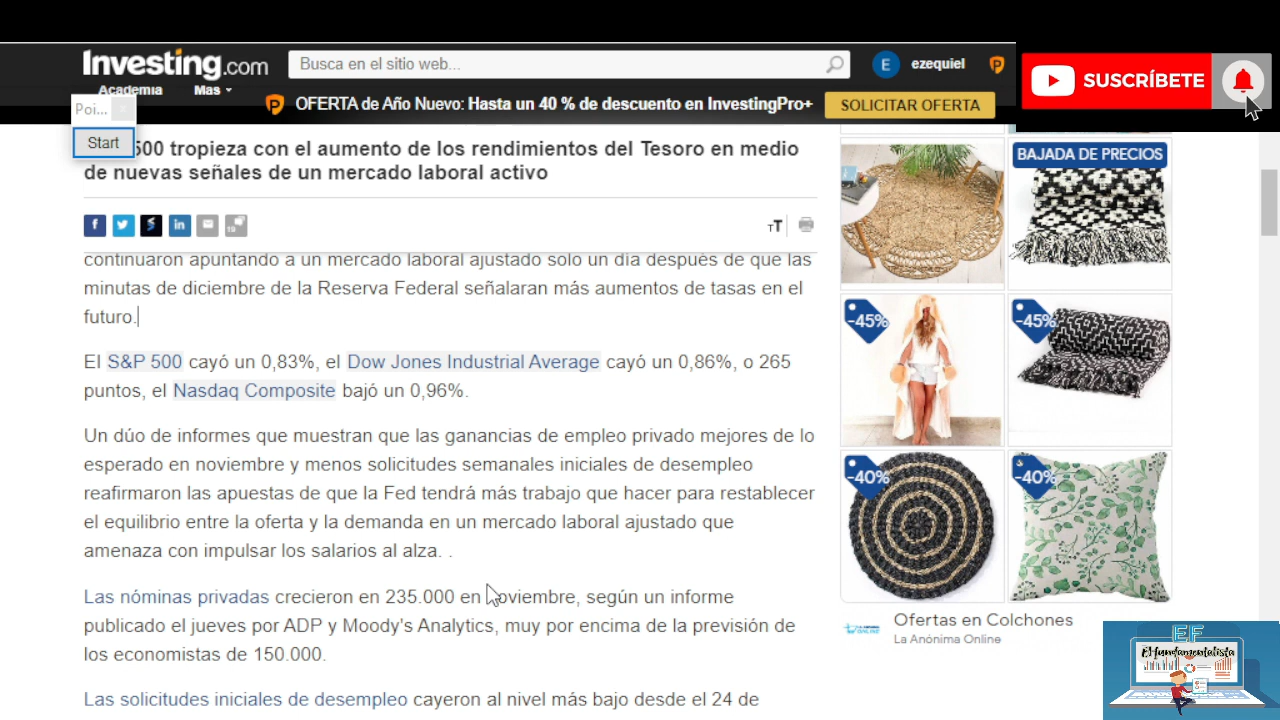 Investing.com
Busca en el sitio web...
E
ezequiel
SUSCRÍBETE
Academia
Mas
OFERTA de Año Nuevo: Hasta un 40 % de descuento en InvestingPro+
SOLICITAR OFERTA
Poi...
Start
500 tropieza con el aumento de los rendimientos del Tesoro en medio
de nuevas señales de un mercado laboral activo
BAJADA DE PRECIOS
continuaron apuntando a un mercado laboral ajustado solo un día después de que las
minutas de diciembre de la Reserva Federal señalaran más aumentos de tasas en el
futuro.
El S&P 500 cayó un 0,83%, el Dow Jones Industrial Average cayó un 0,86%, o 265
puntos, el Nasdaq Composite bajó un 0,96%.
Un dúo de informes que muestran que las ganancias de empleo privado mejores de lo
esperado en noviembre y menos solicitudes semanales iniciales de desempleo
reafirmaron las apuestas de que la Fed tendrá más trabajo que hacer para restablecer
el equilibrio entre la oferta y la demanda en un mercado laboral ajustado que
amenaza con impulsar los salarios al alza. .
Las nóminas privadas crecieron en 235.000 en noviembre, según un informe
publicado el jueves por ADP y Moody's Analytics, muy por encima de la previsión de
los economistas de 150.000.
Las solicitudes iniciales de desempleo cayeron al nivel más bajo desde el 24 de
-45%
-45%
-40%
-40%
Ofertas en Colchones
La Anónima Online
EF
El fundamentalista